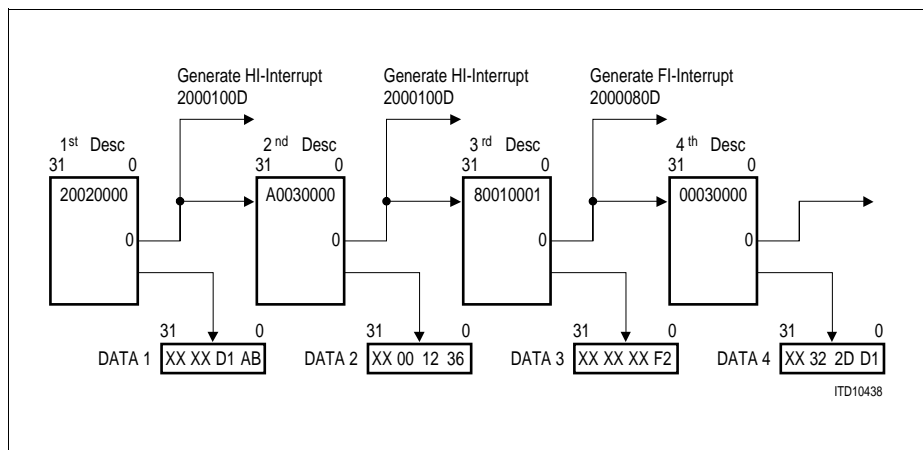 Generate HI-Interrupt
2000100D
Generate HI-Interrupt
2000100D
Generate FI-Interrupt
2000080D
1st Desc
31 0
20020000
0
2nd Desc
31 0
A0030000
0
3rd Desc
31 0
80010001
0
4th Desc
31 0
00030000
0
31 0
DATA 1 XX XX D1 AB
31 0
DATA 2 XX 00 12 36
31 0
DATA 3 XX XX XX F2
31 0
DATA 4 XX 32 2D D1
ITD10438